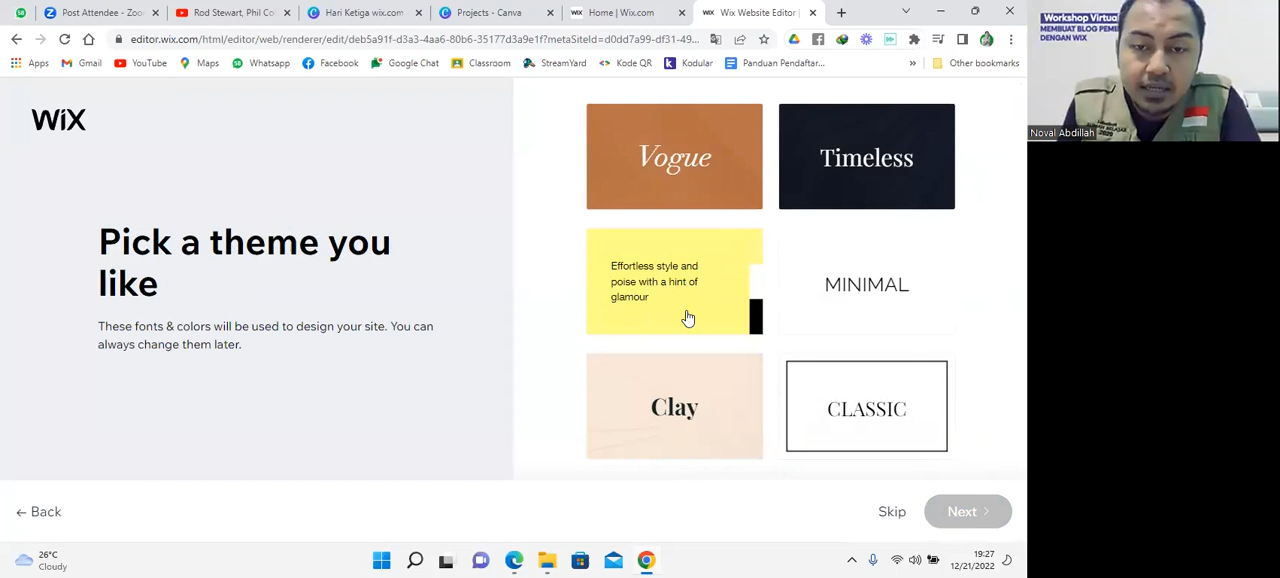 Post Attendee - Zoo
Rod Stewart, Phil Co
Hari Ketiga wix.com
Projects - Canva
Home | Wix.com
Wix Website Editor |
editor.wix.com/html/editor/web/renderer/edit
-4aa6-80b6-35177d3a9e1f?metaSiteId=d0dd7a99-df31-49...
Apps
Gmail
YouTube
Maps
Whatsapp
Facebook
Google Chat
Classroom
StreamYard
Kode QR
Kodular
Panduan Pendaftar...
»
Other bookmarks
Workshop Virtual
DENGAN WIX
Noval Abdillah
WiX
Pick a theme you
like
These fonts & colors will be used to design your site. You can
always change them later.
Vogue
Timeless
Effortless style and
poise with a hint of
glamour
MINIMAL
Clay
CLASSIC
← Back
Skip
Next >
26°C
Cloudy
19:27
12/21/2022